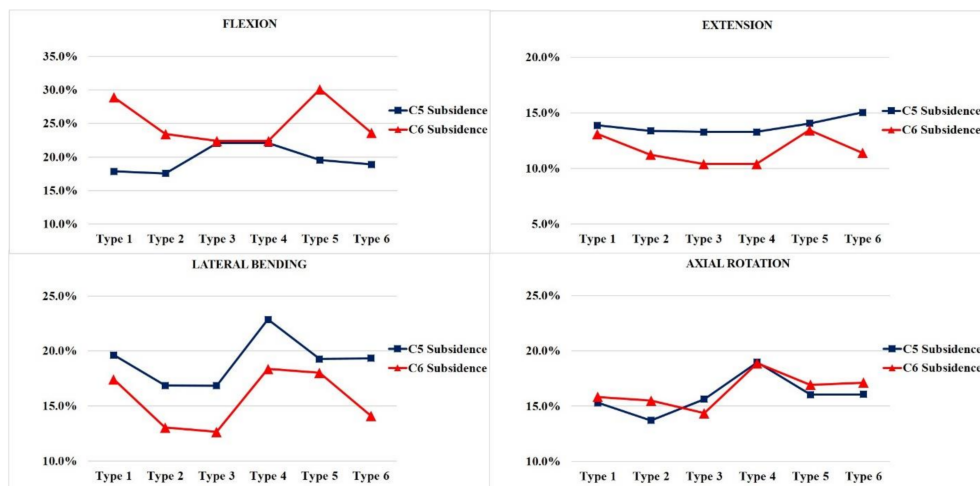 FLEXION
35.0%
30.0%
25.0%
20.0%
15.0%
10.0%
C5 Subsidence
C6 Subsidence
Type 1 Type 2 Type 3 Type 4 Type 5 Type 6
EXTENSION
20.0%
15.0%
10.0%
5.0%
C5 Subsidence
C6 Subsidence
Type 1 Type 2 Type 3 Type 4 Type 5 Type 6
LATERAL BENDING
25.0%
20.0%
15.0%
10.0%
C5 Subsidence
C6 Subsidence
Type 1 Type 2 Type 3 Type 4 Type 5 Type 6
AXIAL ROTATION
25.0%
20.0%
15.0%
10.0%
C5 Subsidence
C6 Subsidence
Type 1 Type 2 Type 3 Type 4 Type 5 Type 6